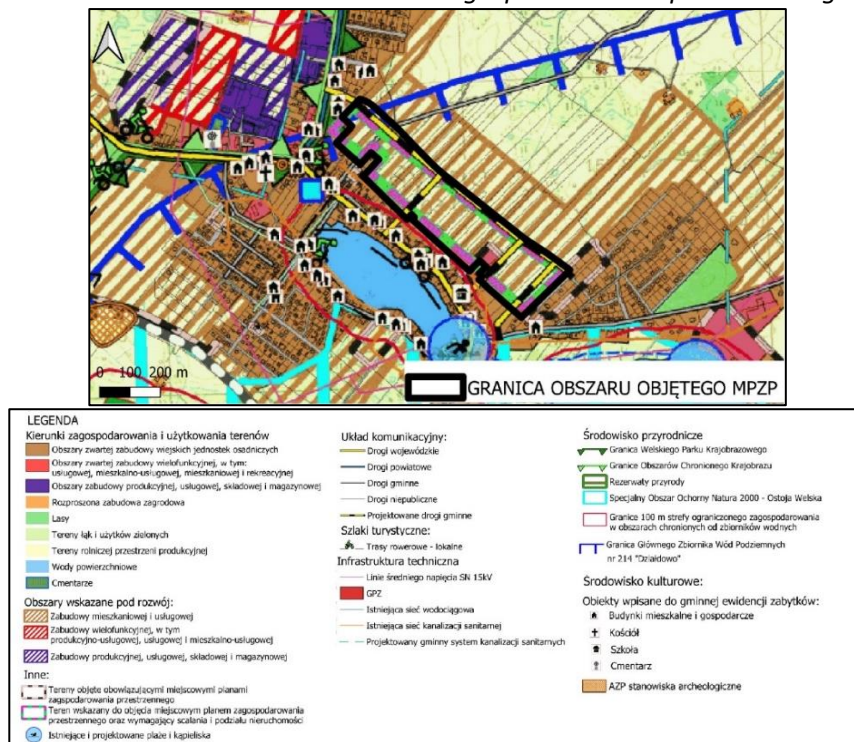 0 100 200 m
GRANICA OBSZARU OBJĘTEGO MPZP
LEGENDA
Kierunki zagospodarowania i użytkowania terenów
Obszary zwartej zabudowy wiejskich jednostek osadniczych
Obszary zwartej zabudowy wielofunkcyjnej, w tym:
usługowej, mieszkalno-usługowej, mieszkaniowej i rekreacyjnej
Obszary zabudowy produkcyjnej, usługowej, składowej i magazynowej
Rozproszona zabudowa zagrodowa
Lasy
Tereny łąk i użytków zielonych
Tereny rolniczej przestrzeni produkcyjnej
Wody powierzchniowe
Cmentarze
Obszary wskazane pod rozwój:
Zabudowy mieszkaniowej i usługowej
Zabudowy wielofunkcyjnej, w tym
produkcyjno-usługowej, usługowej i mieszkalno-usługowej
Zabudowy produkcyjnej, usługowej, składowej i magazynowej
Inne:
Tereny objęte obowiązującymi miejscowymi planami
zagspodarowania przestrzennego
Teren wskazany do objęcia miejscowym planem zagospodarowania
przestrzennego oraz wymagający scalania i podziału nieruchomości
Istniejące i projektowane plaże i kąpieliska
Układ komunikacyjny:
Drogi wojewódzkie
Drogi powiatowe
Drogi gminne
Drogi niepubliczne
Projektowane drogi gminne
Szlaki turystyczne:
Trasy rowerowe - lokalne
Infrastruktura techniczna
Linie średniego napięcia SN 15kV
GPZ
Istniejąca sieć wodociągowa
Istniejąca sieć kanalizacji sanitarnej
Projektowany gminny system kanalizacji sanitarnych
Środowisko przyrodnicze
Granica Welskiego Parku Krajobrazowego
Granice Obszarów Chronionego Krajobrazu
Rezerwaty przyrody
Specjalny Obszar Ochorny Natura 2000 - Ostoja Welska
Granice 100 m strefy ograniczonego zagospodarowania
w obszarach chronionych od zbiorników wodnych
Granica Głównego Zbiornika Wód Podziemnych
nr 214 "Działdowo"
Środowisko kulturowe:
Obiekty wpisane do gminnej ewidencji zabytków:
Budynki mieszkalne i gospodarcze
Kościół
Szkoła
Cmentarz
AZP stanowiska archeologiczne